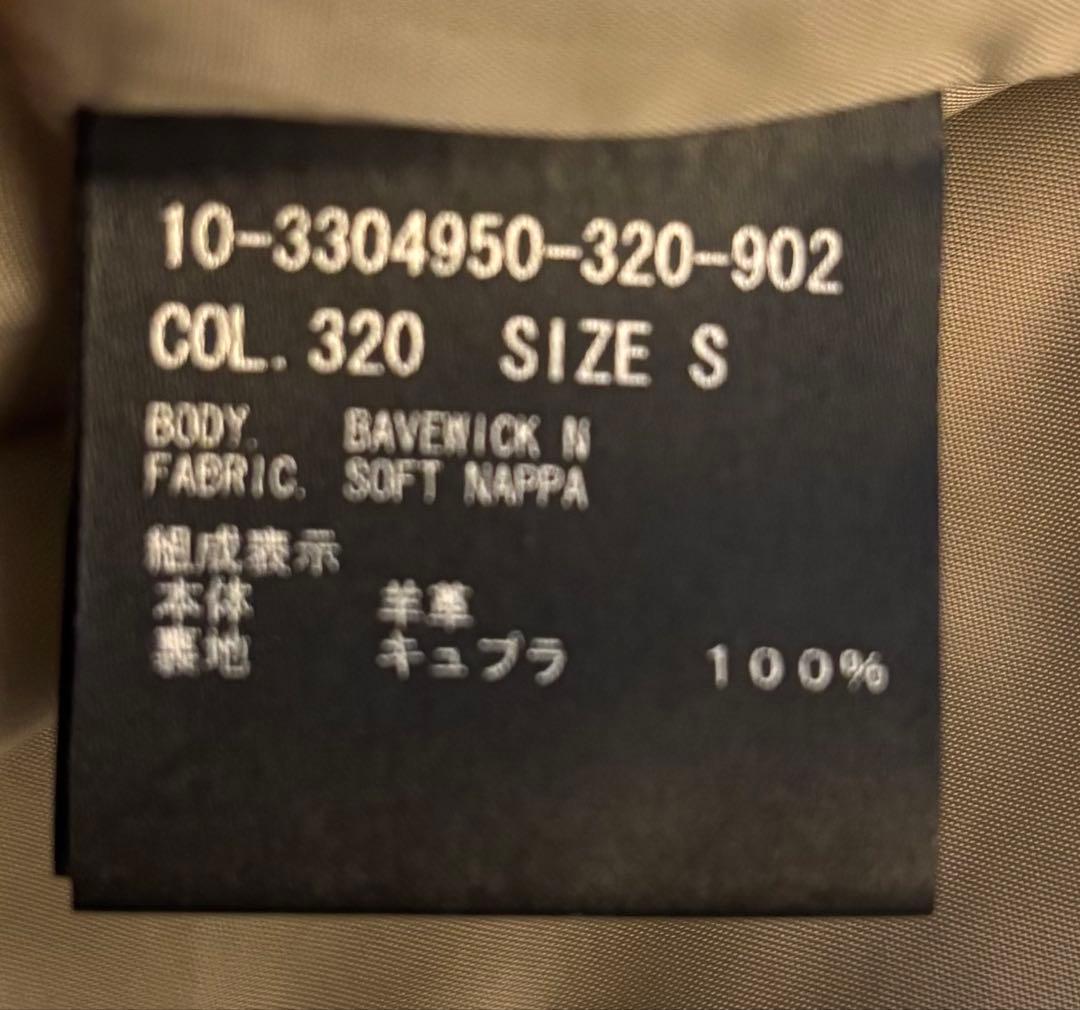 10-3304950-320-902
COL. 320 SIZE S
BODY. BAVEWICK N
FABRIC. SOFT NAPPA
組成表示
本体 羊革
裏地 キュプラ 100%